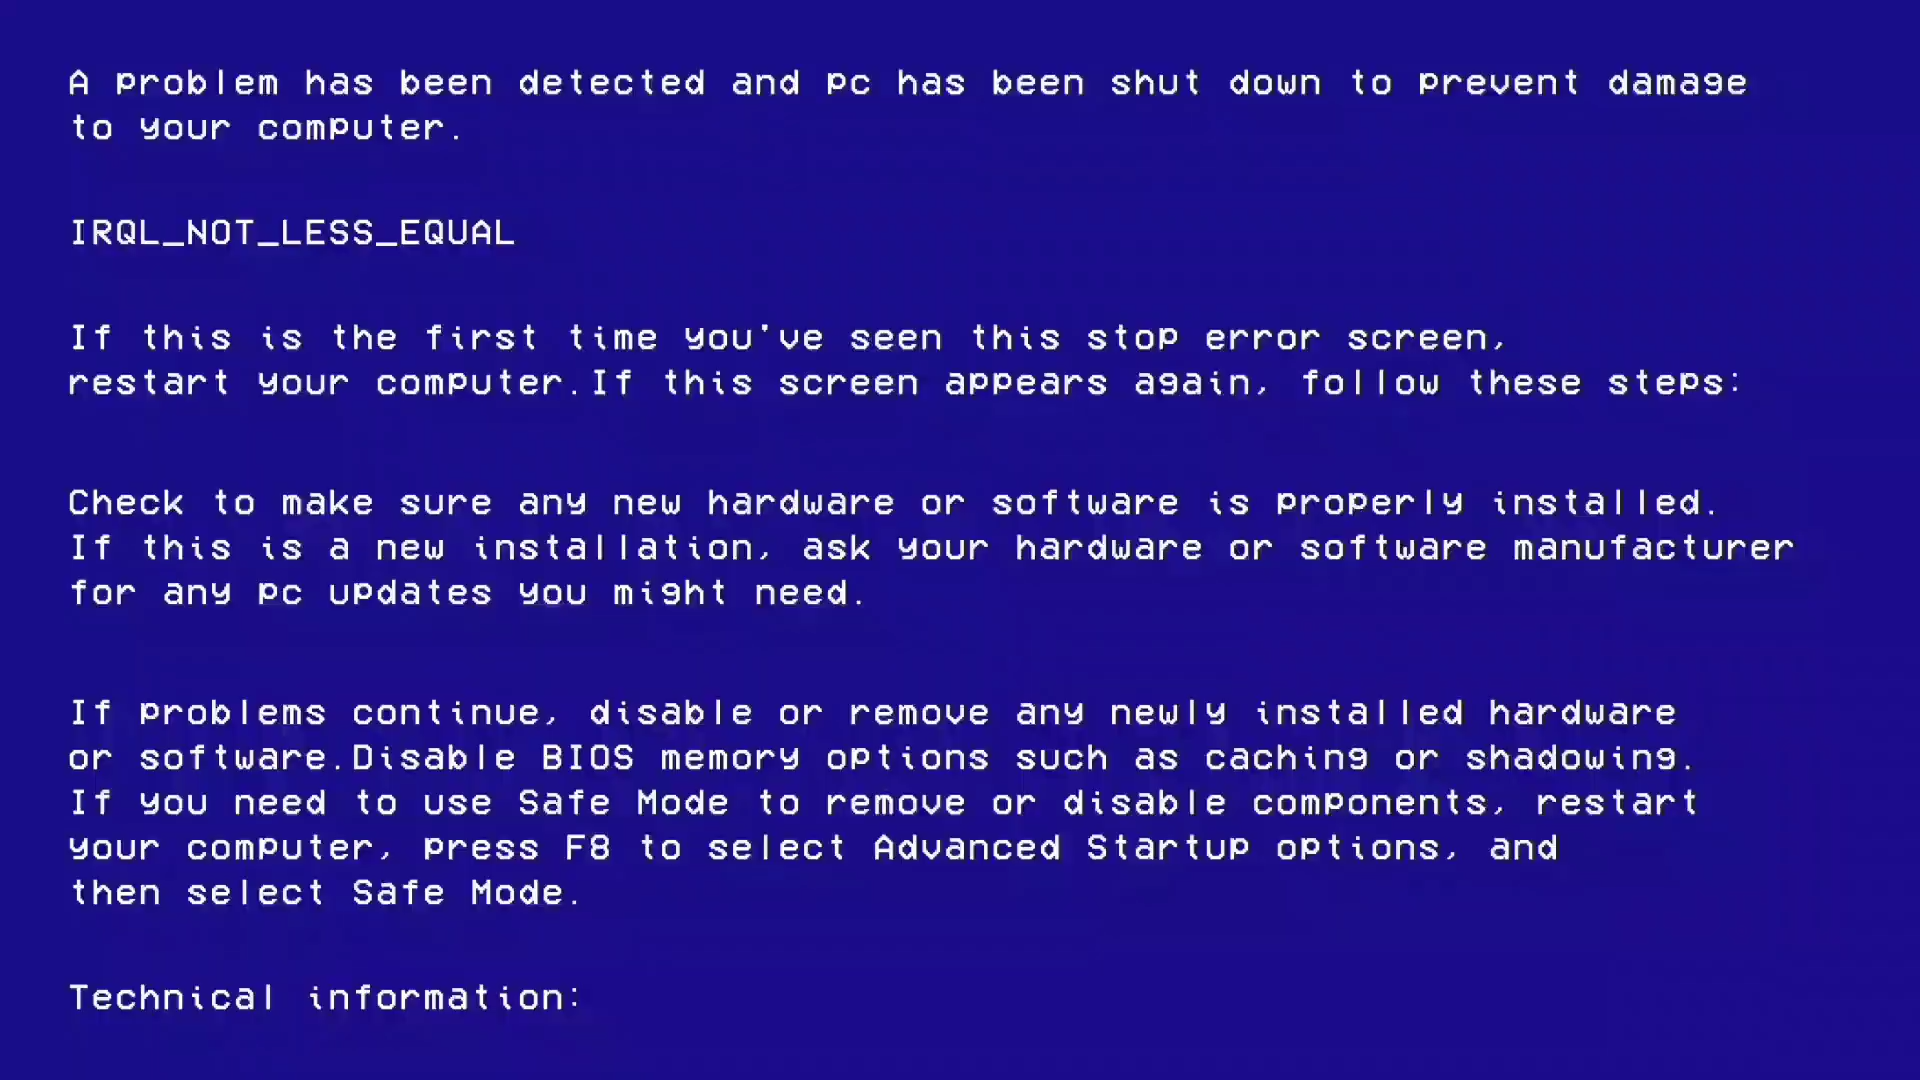 A problem has been detected and pc has been shut down to prevent damage
to your computer.
IRQL_NOT_LESS_EQUAL
If this is the first time you've seen this stop error screen,
restart your computer.If this screen appears again, follow these steps:
Check to make sure any new hardware or software is properly installed.
If this is a new installation, ask your hardware or software manufacturer
for any pc updates you might need.
If problems continue, disable or remove any newly installed hardware
or software.Disable BIOS memory options such as caching or shadowing.
If you need to use Safe Mode to remove or disable components, restart
your computer, press F8 to select Advanced Startup options, and
then select Safe Mode.
Technical information: